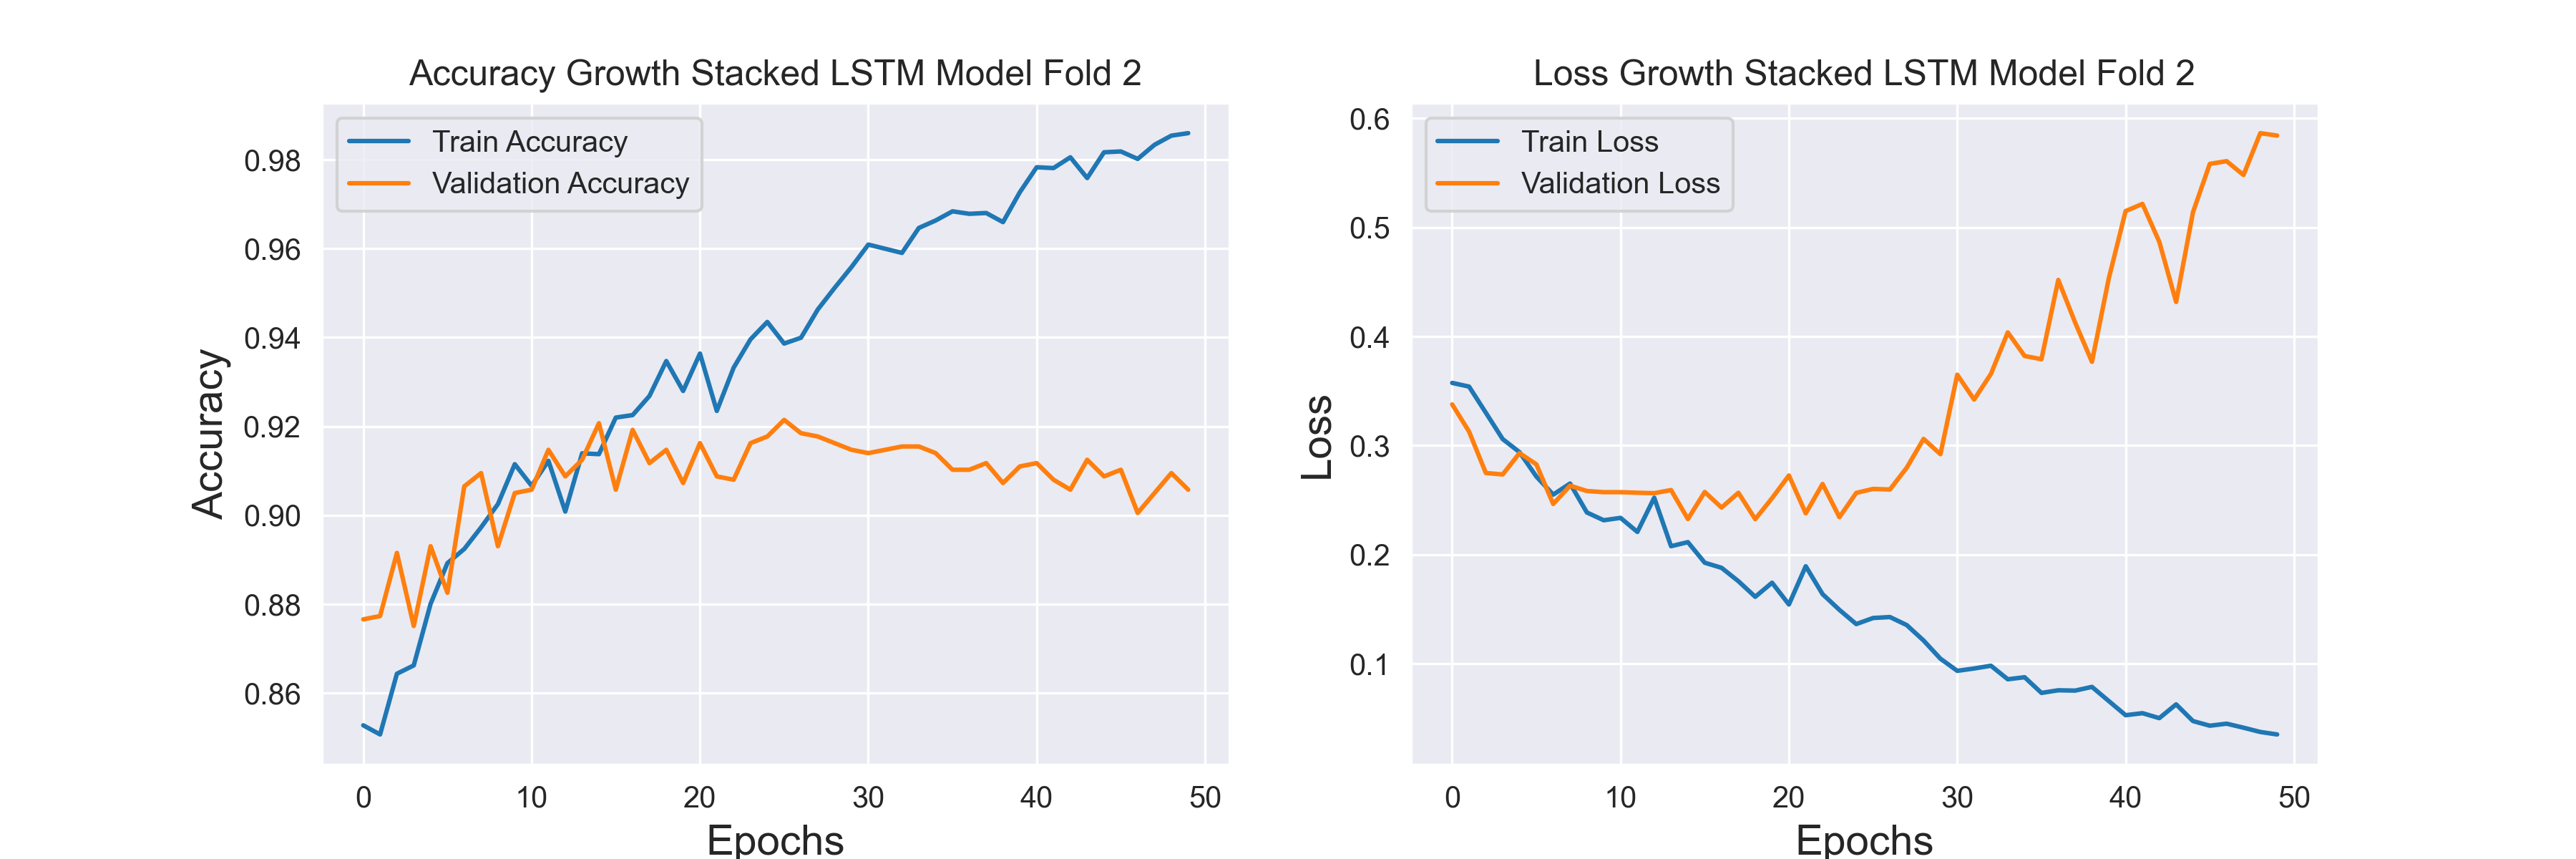 Accuracy Growth Stacked LSTM Model Fold 2
Train Accuracy
Validation Accuracy
0.98
0.96
0.94
0.92
0.90
0.88
0.86
Accuracy
0 10 20 30 40 50
Epochs
Loss Growth Stacked LSTM Model Fold 2
Train Loss
Validation Loss
0.6
0.5
0.4
0.3
0.2
0.1
Loss
0 10 20 30 40 50
Epochs